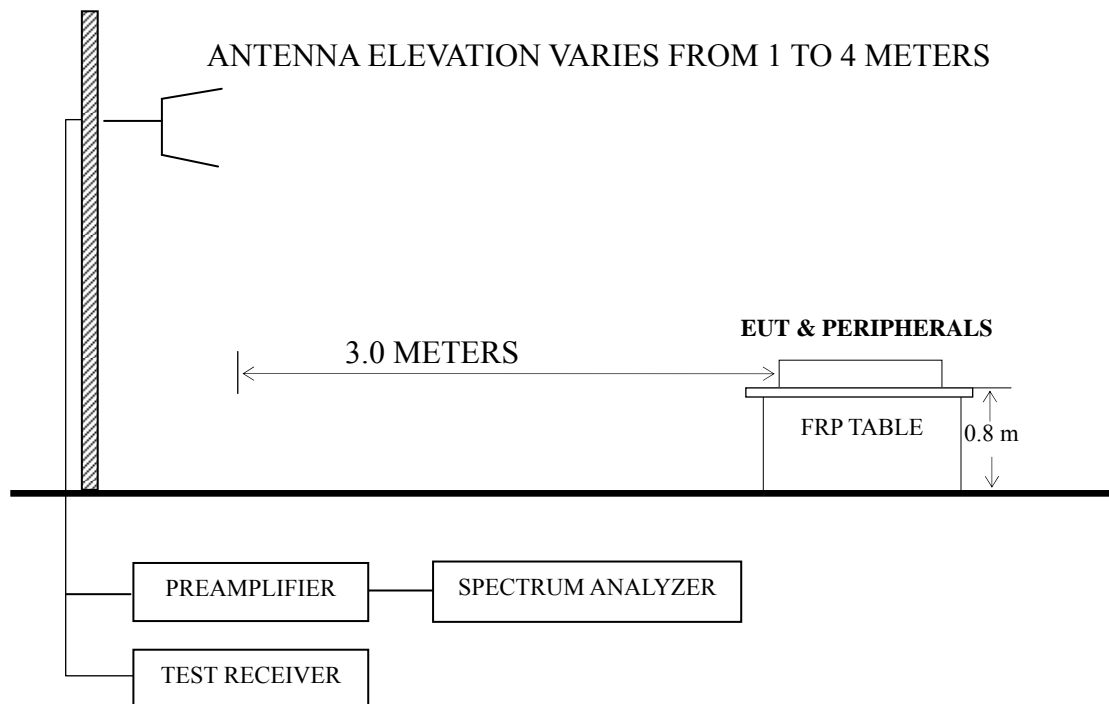 ANTENNA ELEVATION VARIES FROM 1 TO 4 METERS
EUT & PERIPHERALS
3.0 METERS
FRP TABLE
0.8 m
PREAMPLIFIER
SPECTRUM ANALYZER
TEST RECEIVER